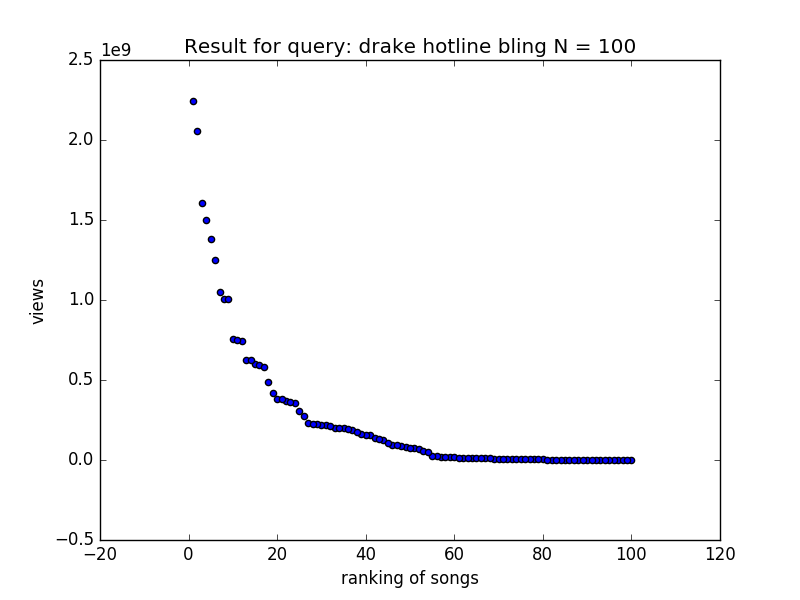 Result for query: drake hotline bling N = 100
1e9
2.5
2.0
1.5
1.0
0.5
0.0
−0.5
−20 0 20 40 60 80 100 120
views
ranking of songs